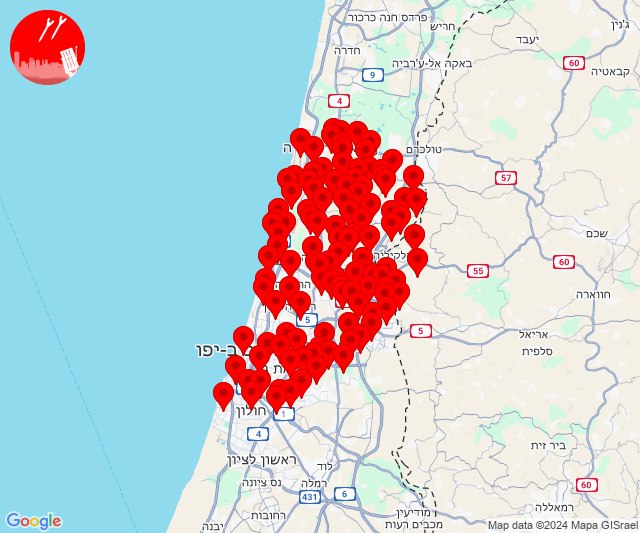 פרדס חנה כרכור
חריש
ג'נין
יעבד
חדרה
באקה אל-ע'רביה
60
קבאטיה
9
4
ה
טולכרם
57
שכם
60
קלקיליה
55
חווארה
5
5
אריאל
סלפית
ב-יפו
חולון
1
4
ביר זית
ראשון לציון
לוד
60
נס ציונה
רמלה
431
6
רמאללה
רחובות
מודיעין
מכבים רעות
יבנה
Google
Map data ©2024 Mapa GISrael